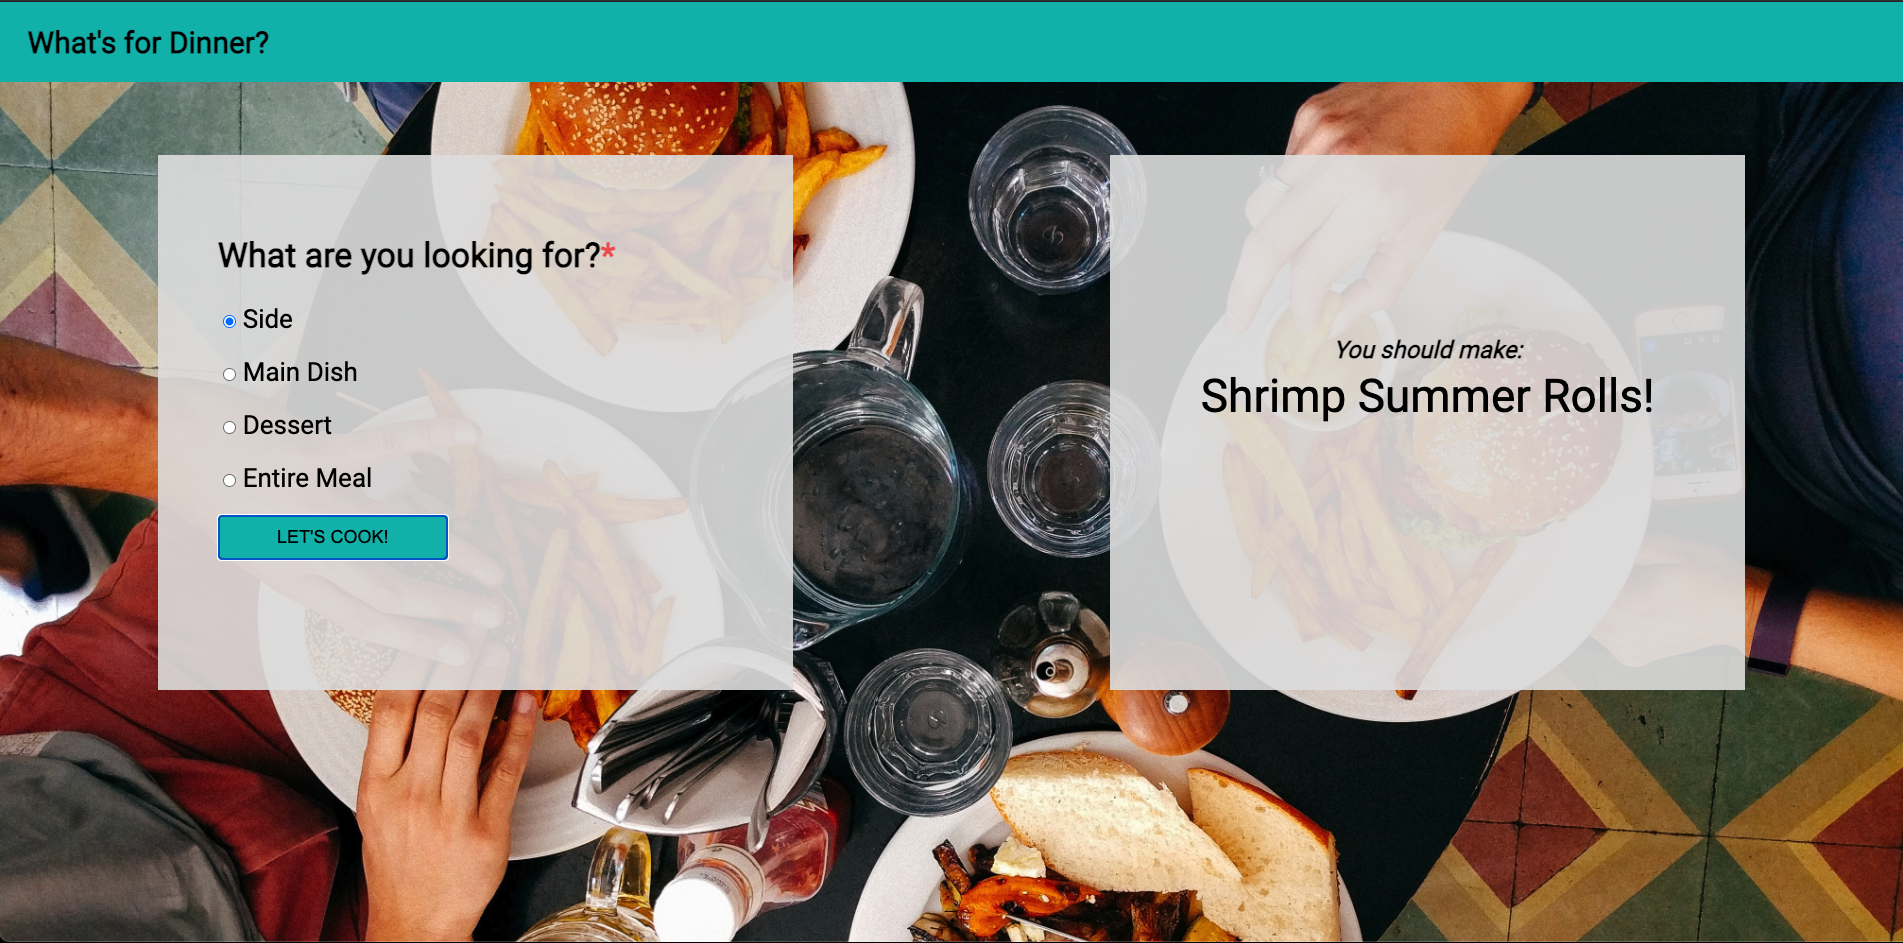 What's for Dinner?
What are you looking for?*
Side
Main Dish
Dessert
Entire Meal
LET'S COOK!
You should make:
Shrimp Summer Rolls!